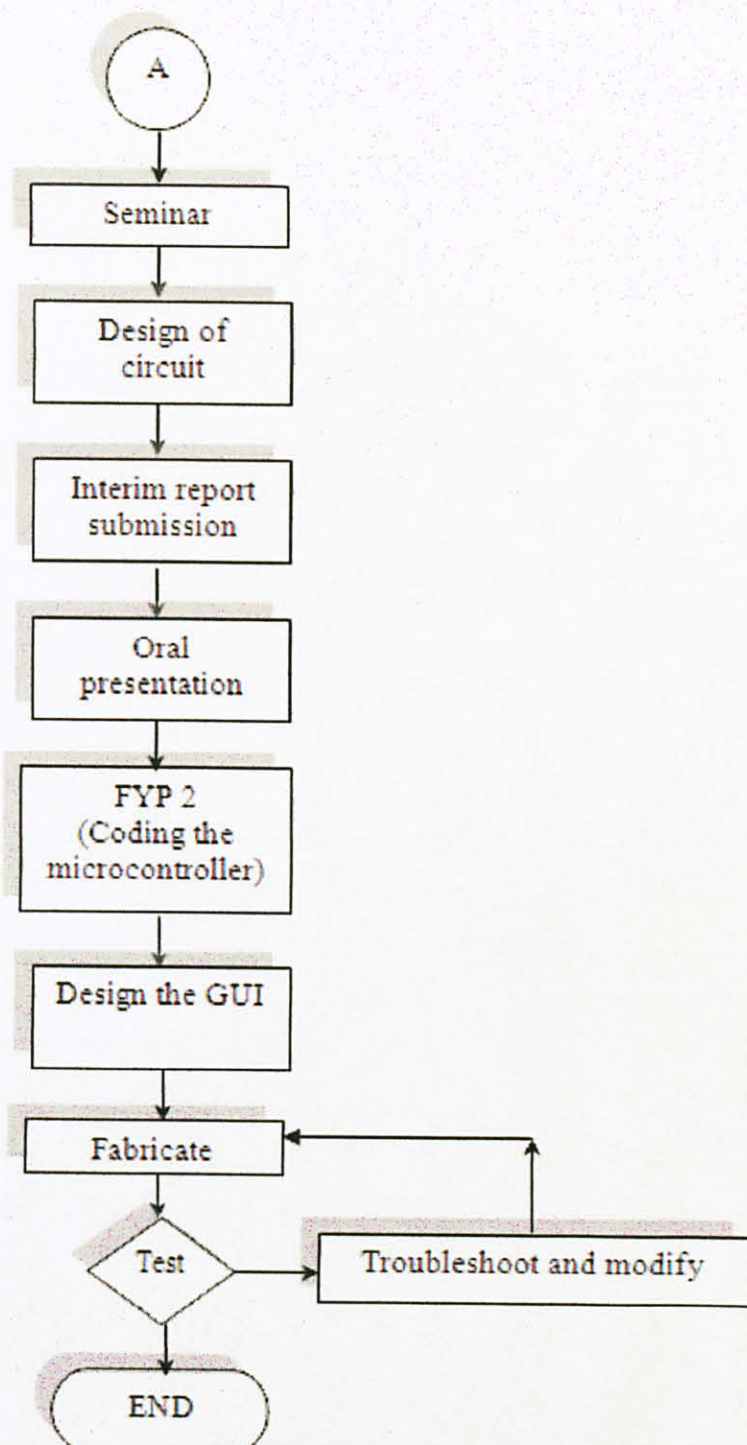 A
Seminar
Design of
circuit
Interim report
submission
Oral
presentation
FYP 2
(Coding the
microcontroller)
Design the GUI
Fabricate
Test
Troubleshoot and modify
END